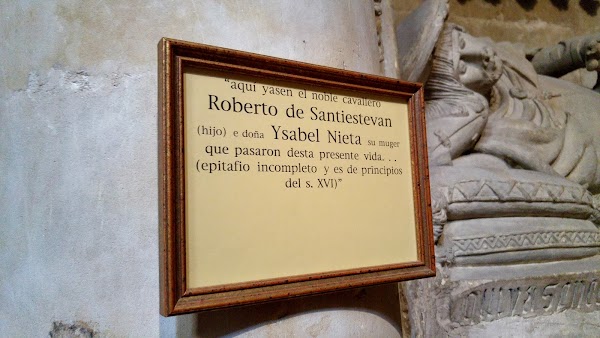 "aqui yasen el noble cavallero
Roberto de Santiestevan
(hijo) e doña Ysabel Nieta su muger
que pasaron desta presente vida. . .
(epitafio incompleto y es de principios
del s. XVI)"